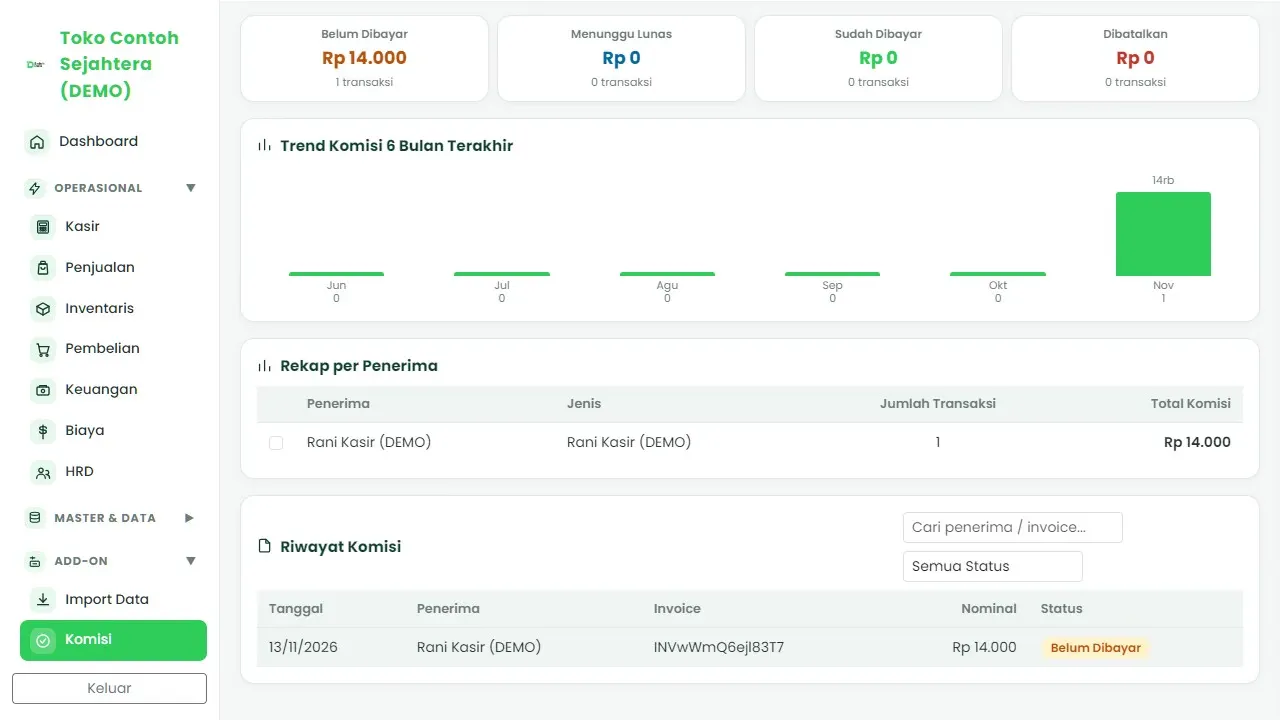 Toko Contoh
Sejahtera
(DEMO)
Dashboard
OPERASIONAL
Kasir
Penjualan
Inventaris
Pembelian
Keuangan
Biaya
HRD
MASTER & DATA
ADD-ON
Import Data
Komisi
Keluar
Belum Dibayar
Rp 14.000
1 transaksi
Menunggu Lunas
Rp 0
0 transaksi
Sudah Dibayar
Rp 0
0 transaksi
Dibatalkan
Rp 0
0 transaksi
Trend Komisi 6 Bulan Terakhir
14rb
Jun Jul Agu Sep Okt Nov
0 0 0 0 0 1
Rekap per Penerima
Penerima Jenis Jumlah Transaksi Total Komisi
Rani Kasir (DEMO) Rani Kasir (DEMO) 1 Rp 14.000
Riwayat Komisi
Cari penerima / invoice...
Semua Status
Tanggal Penerima Invoice Nominal Status
13/11/2026 Rani Kasir (DEMO) INVwWmQ6ejI83T7 Rp 14.000 Belum Dibayar